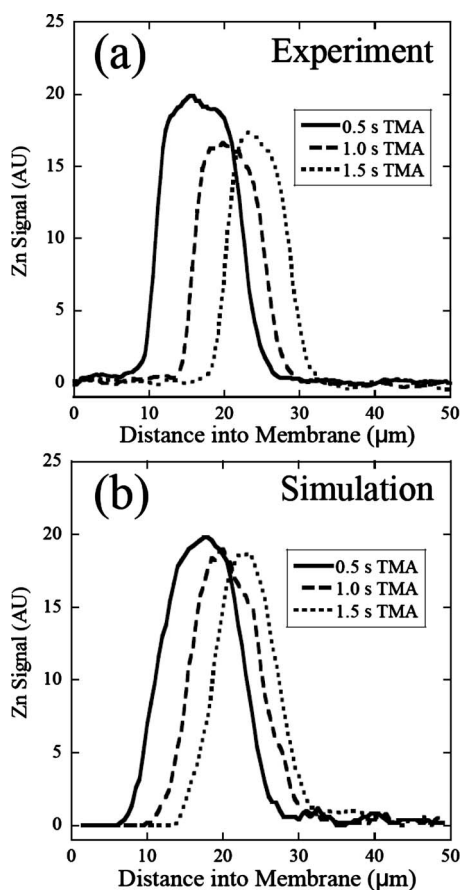 (a) Experiment
0.5 s TMA
1.0 s TMA
1.5 s TMA
Zn Signal (AU)
25
20
15
10
5
0
0 10 20 30 40 50
Distance into Membrane (µm)
(b) Simulation
0.5 s TMA
1.0 s TMA
1.5 s TMA
Zn Signal (AU)
25
20
15
10
5
0
0 10 20 30 40 50
Distance into Membrane (µm)